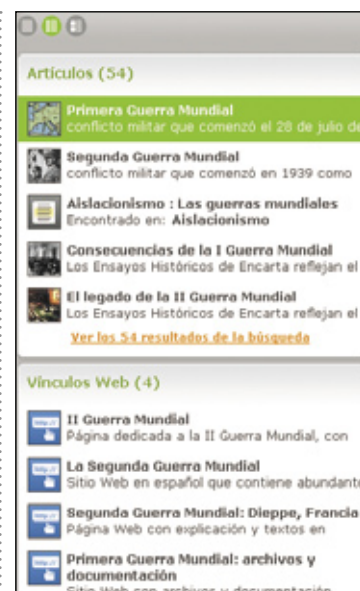 Artículos (54)
Primera Guerra Mundial
conflicto militar que comenzó el 28 de julio de
Segunda Guerra Mundial
conflicto militar que comenzó en 1939 como
Aislacionismo : Las guerras mundiales
Encontrado en: Aislacionismo
Consecuencias de la I Guerra Mundial
Los Ensayos Históricos de Encarta reflejan el
El legado de la II Guerra Mundial
Los Ensayos Históricos de Encarta reflejan el
Ver los 54 resultados de la búsqueda
Vínculos Web (4)
II Guerra Mundial
Página dedicada a la II Guerra Mundial, con
La Segunda Guerra Mundial
Sitio Web en español que contiene abundante
Segunda Guerra Mundial: Dieppe, Francia
Página Web con explicación y textos en
Primera Guerra Mundial: archivos y
documentación
Sitio Web con archivos y documentación